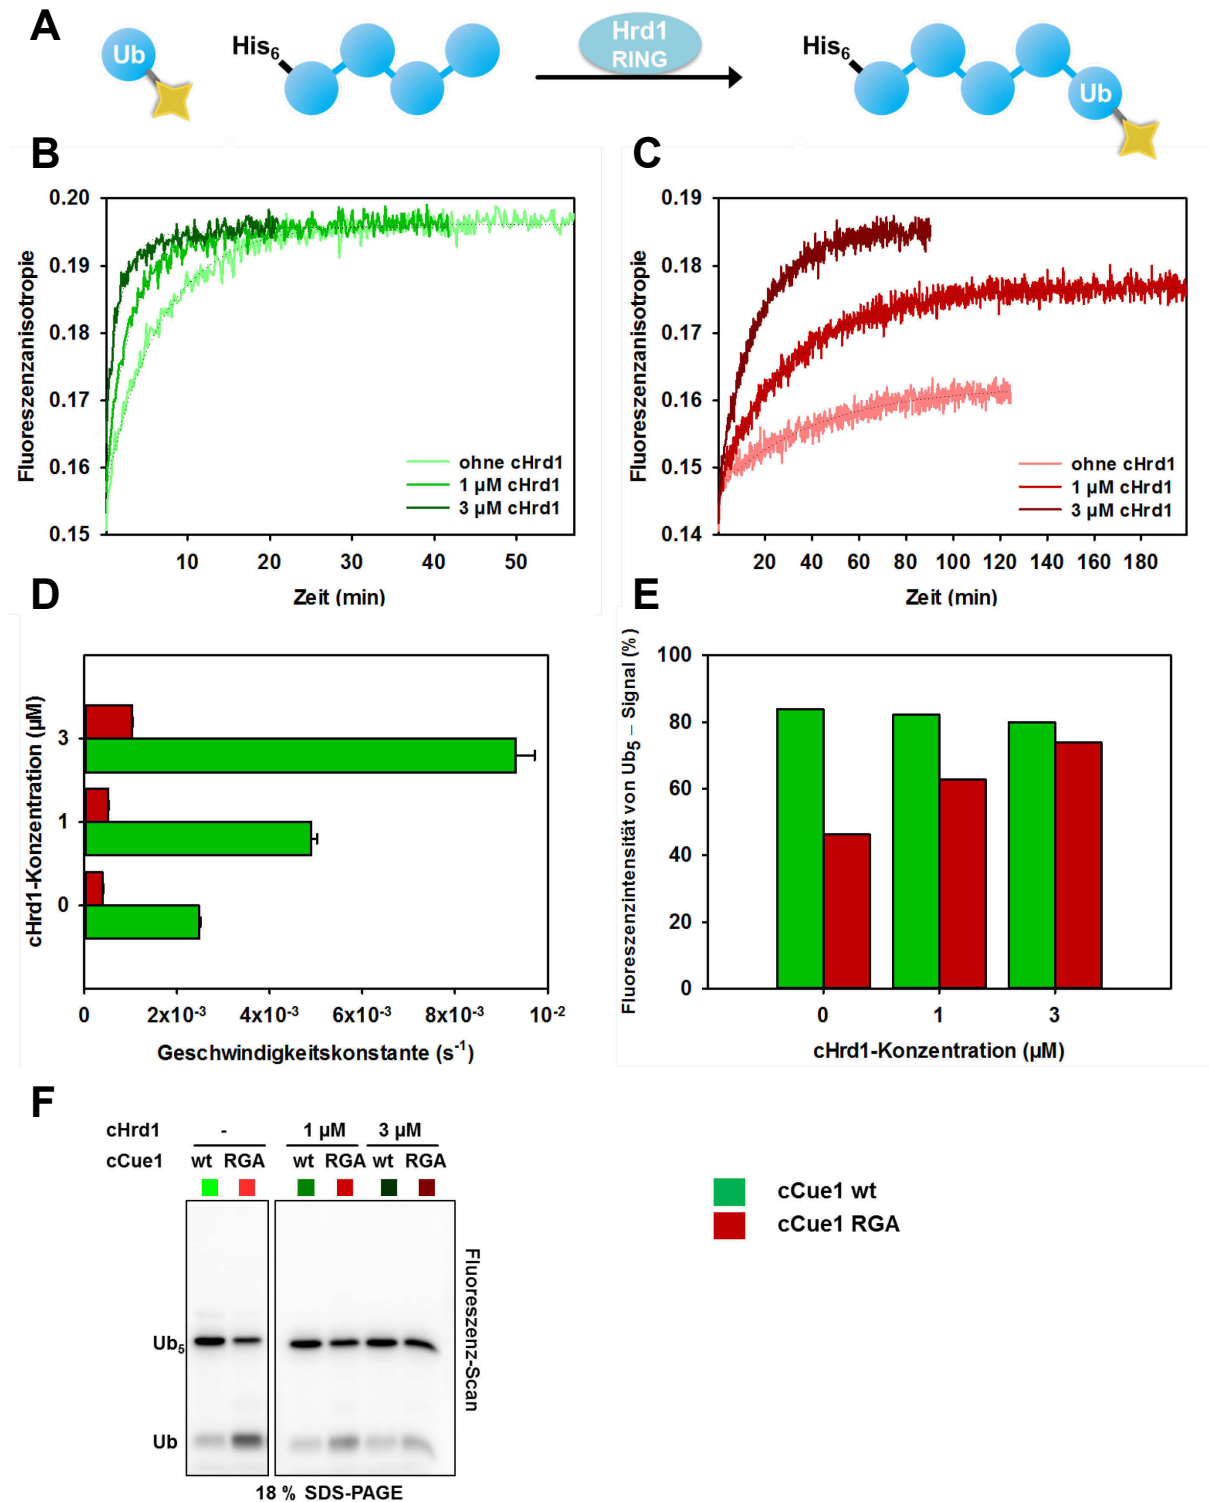 A
Ub
His6
Hrd1
RING
His6
Ub
B
Fluoreszenzanisotropie
0.20
0.19
0.18
0.17
0.16
0.15
ohne cHrd1
1 µM cHrd1
3 µM cHrd1
10 20 30 40 50
Zeit (min)
C
Fluoreszenzanisotropie
0.19
0.18
0.17
0.16
0.15
0.14
ohne cHrd1
1 µM cHrd1
3 µM cHrd1
20 40 60 80 100 120 140 160 180
Zeit (min)
D
cHrd1-Konzentration (µM)
3
1
0
0 2x10-3 4x10-3 6x10-3 8x10-3 10-2
Geschwindigkeitskonstante (s-1)
E
Fluoreszenzintensität von Ub5 – Signal (%)
100
80
60
40
20
0
0 1 3
cHrd1-Konzentration (µM)
F
cHrd1 - 1 µM 3 µM
cCue1 wt RGA wt RGA wt RGA
Ub5
Ub
Fluoreszenz-Scan
18 % SDS-PAGE
cCue1 wt
cCue1 RGA